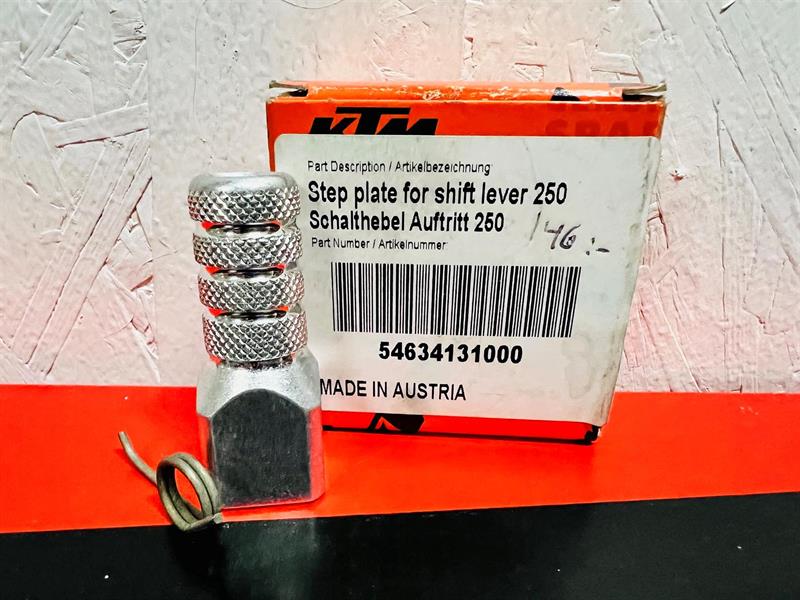 KTM
SPA
Part Description / Artikelbezeichnung
Step plate for shift lever 250
Schalthebel Auftritt 250
146:-
Part Number / Artikelnummer
54634131000
MADE IN AUSTRIA